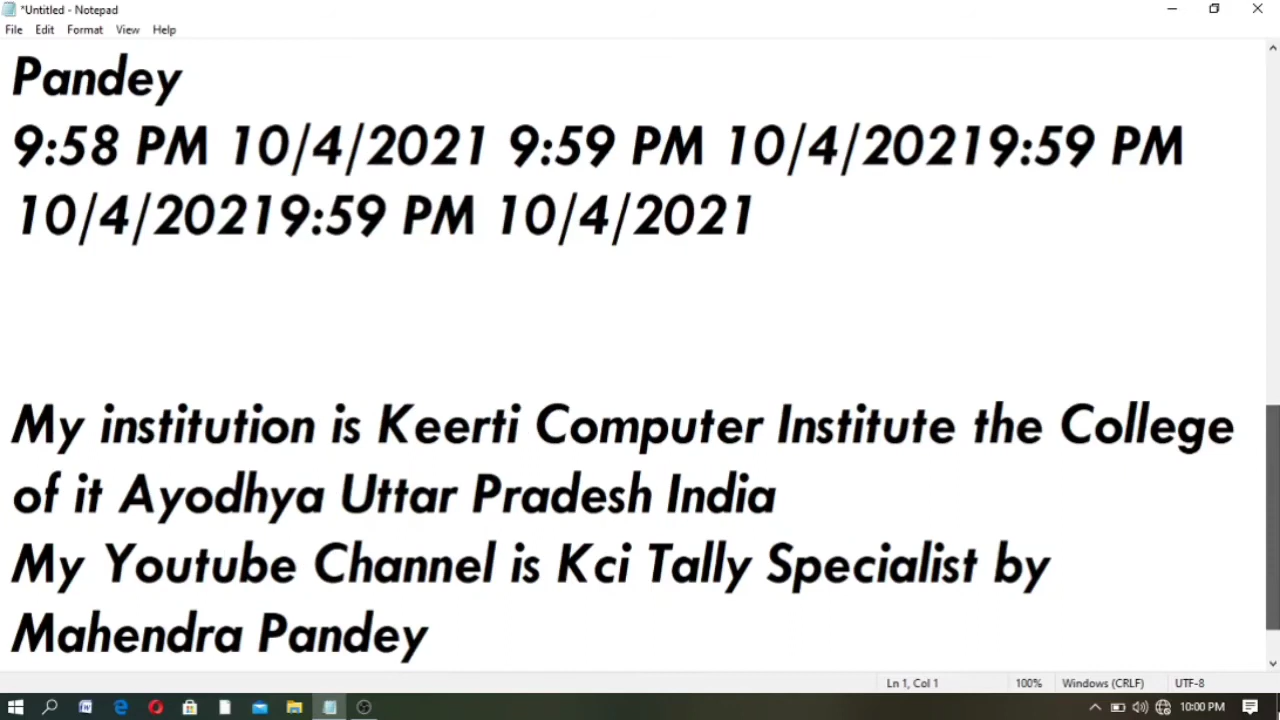 *Untitled - Notepad
File Edit Format View Help
Pandey
9:58 PM 10/4/2021 9:59 PM 10/4/20219:59 PM
10/4/20219:59 PM 10/4/2021
My institution is Keerti Computer Institute the College
of it Ayodhya Uttar Pradesh India
My Youtube Channel is Kci Tally Specialist by
Mahendra Pandey
Ln 1, Col 1 100% Windows (CRLF) UTF-8
10:00 PM